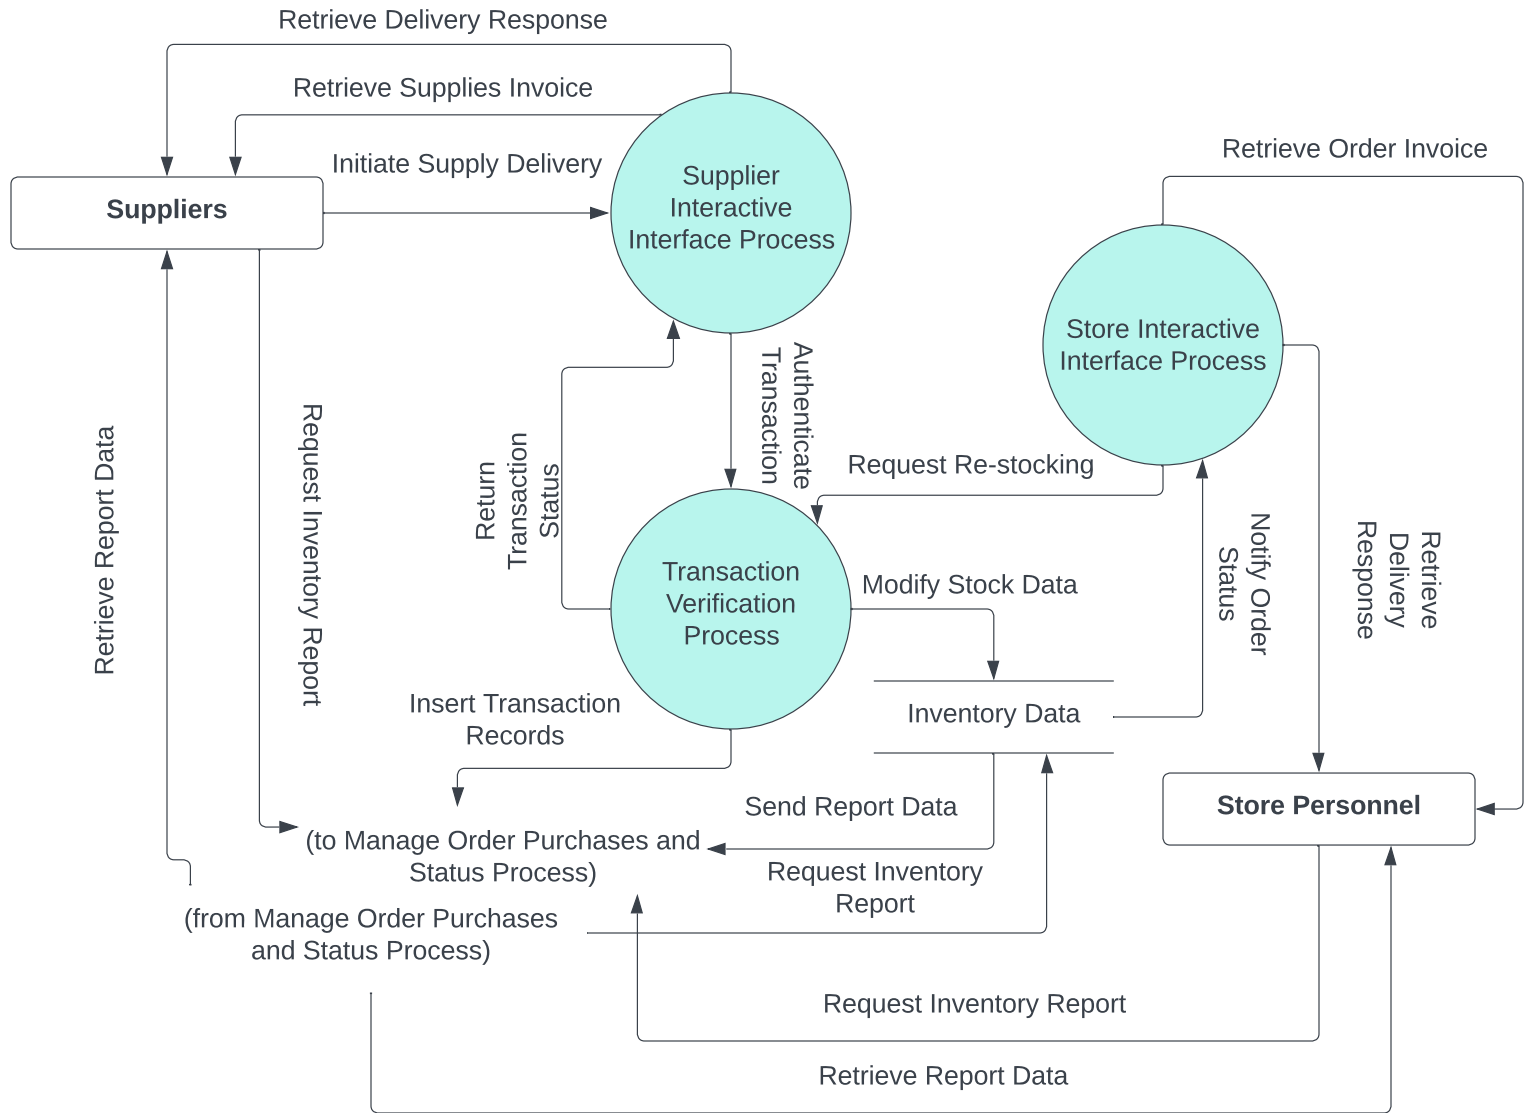 Retrieve Delivery Response
Retrieve Supplies Invoice
Initiate Supply Delivery
Suppliers
Supplier
Interactive
Interface Process
Retrieve Order Invoice
Store Interactive
Interface Process
Authenticate
Transaction
Request Re-stocking
Return
Transaction
Status
Request Inventory Report
Retrieve Report Data
Notify Order
Status
Retrieve
Delivery
Response
Transaction
Verification
Process
Modify Stock Data
Insert Transaction
Records
Inventory Data
Send Report Data
Store Personnel
(to Manage Order Purchases and
Status Process)
Request Inventory
Report
(from Manage Order Purchases
and Status Process)
Request Inventory Report
Retrieve Report Data